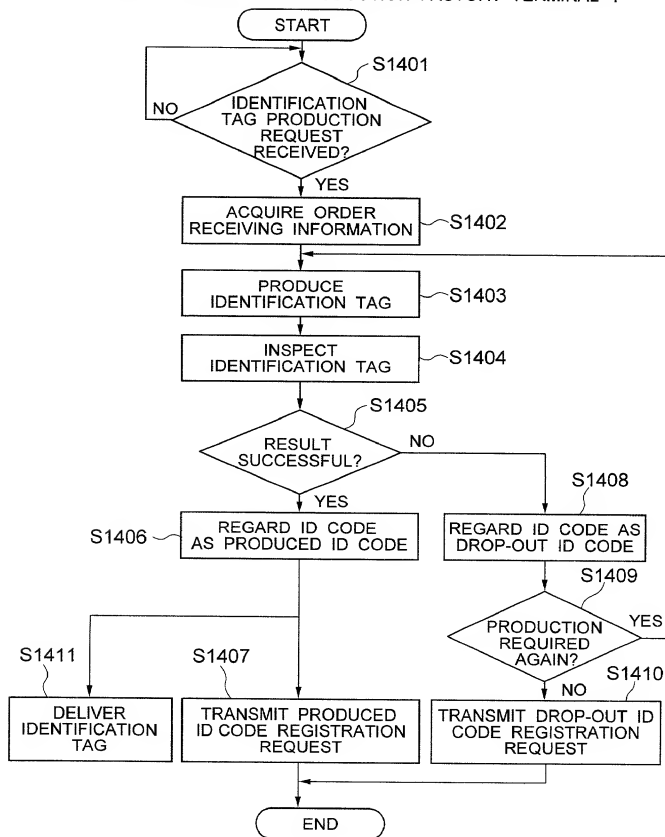 TERMINAL
START
S1401
IDENTIFICATION
TAG PRODUCTION
REQUEST
RECEIVED?
NO
YES
ACQUIRE ORDER
RECEIVING INFORMATION
S1402
PRODUCE
IDENTIFICATION TAG
S1403
INSPECT
IDENTIFICATION TAG
S1404
S1405
RESULT
SUCCESSFUL?
NO
YES
S1406
REGARD ID CODE
AS PRODUCED ID CODE
S1408
REGARD ID CODE AS
DROP-OUT ID CODE
S1409
PRODUCTION
REQUIRED
AGAIN?
YES
NO
S1411
DELIVER
IDENTIFICATION
TAG
S1407
TRANSMIT PRODUCED
ID CODE REGISTRATION
REQUEST
S1410
TRANSMIT DROP-OUT ID
CODE REGISTRATION
REQUEST
END